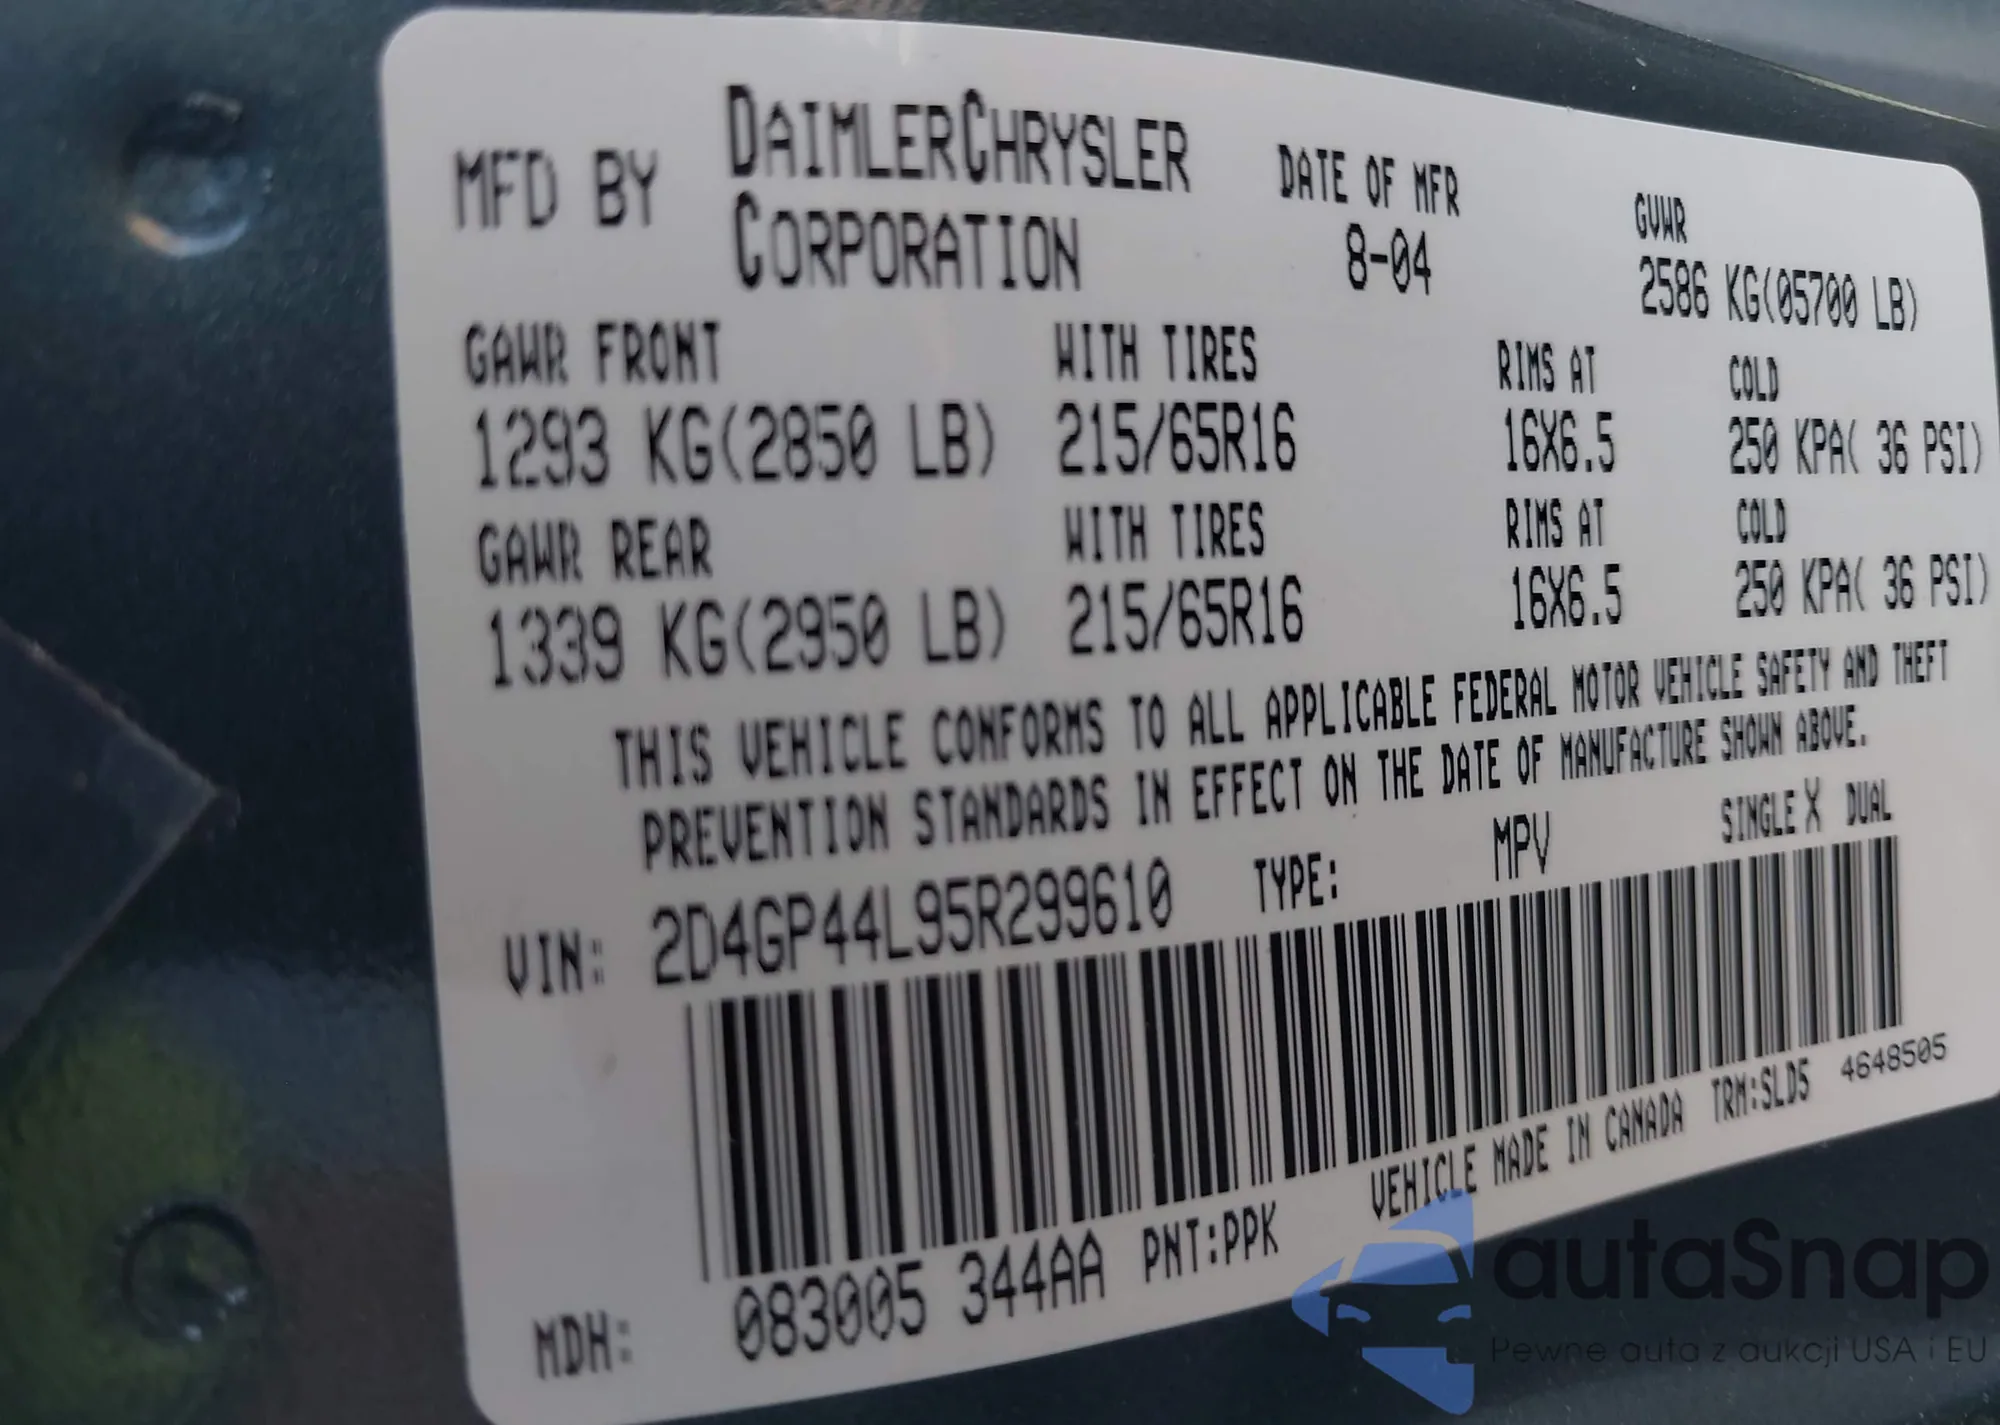 MFD BY DAIMLERCHRYSLER CORPORATION DATE OF MFR 8-04 GVWR 2586 KG(05700 LB)
GAWR FRONT WITH TIRES RIMS AT COLD
1293 KG(2850 LB) 215/65R16 16X6.5 250 KPA( 36 PSI)
GAWR REAR WITH TIRES RIMS AT COLD
1339 KG(2950 LB) 215/65R16 16X6.5 250 KPA( 36 PSI)
THIS VEHICLE CONFORMS TO ALL APPLICABLE FEDERAL MOTOR VEHICLE SAFETY AND THEFT
PREVENTION STANDARDS IN EFFECT ON THE DATE OF MANUFACTURE SHOWN ABOVE.
VIN: 2D4GP44L95R299610 TYPE: MPV SINGLE X DUAL
MDH: 083005 344AA PNT:PPK VEHICLE MADE IN CANADA TRM:SLD5 4648505
autaSnap
Pewne auta z aukcji USA i EU